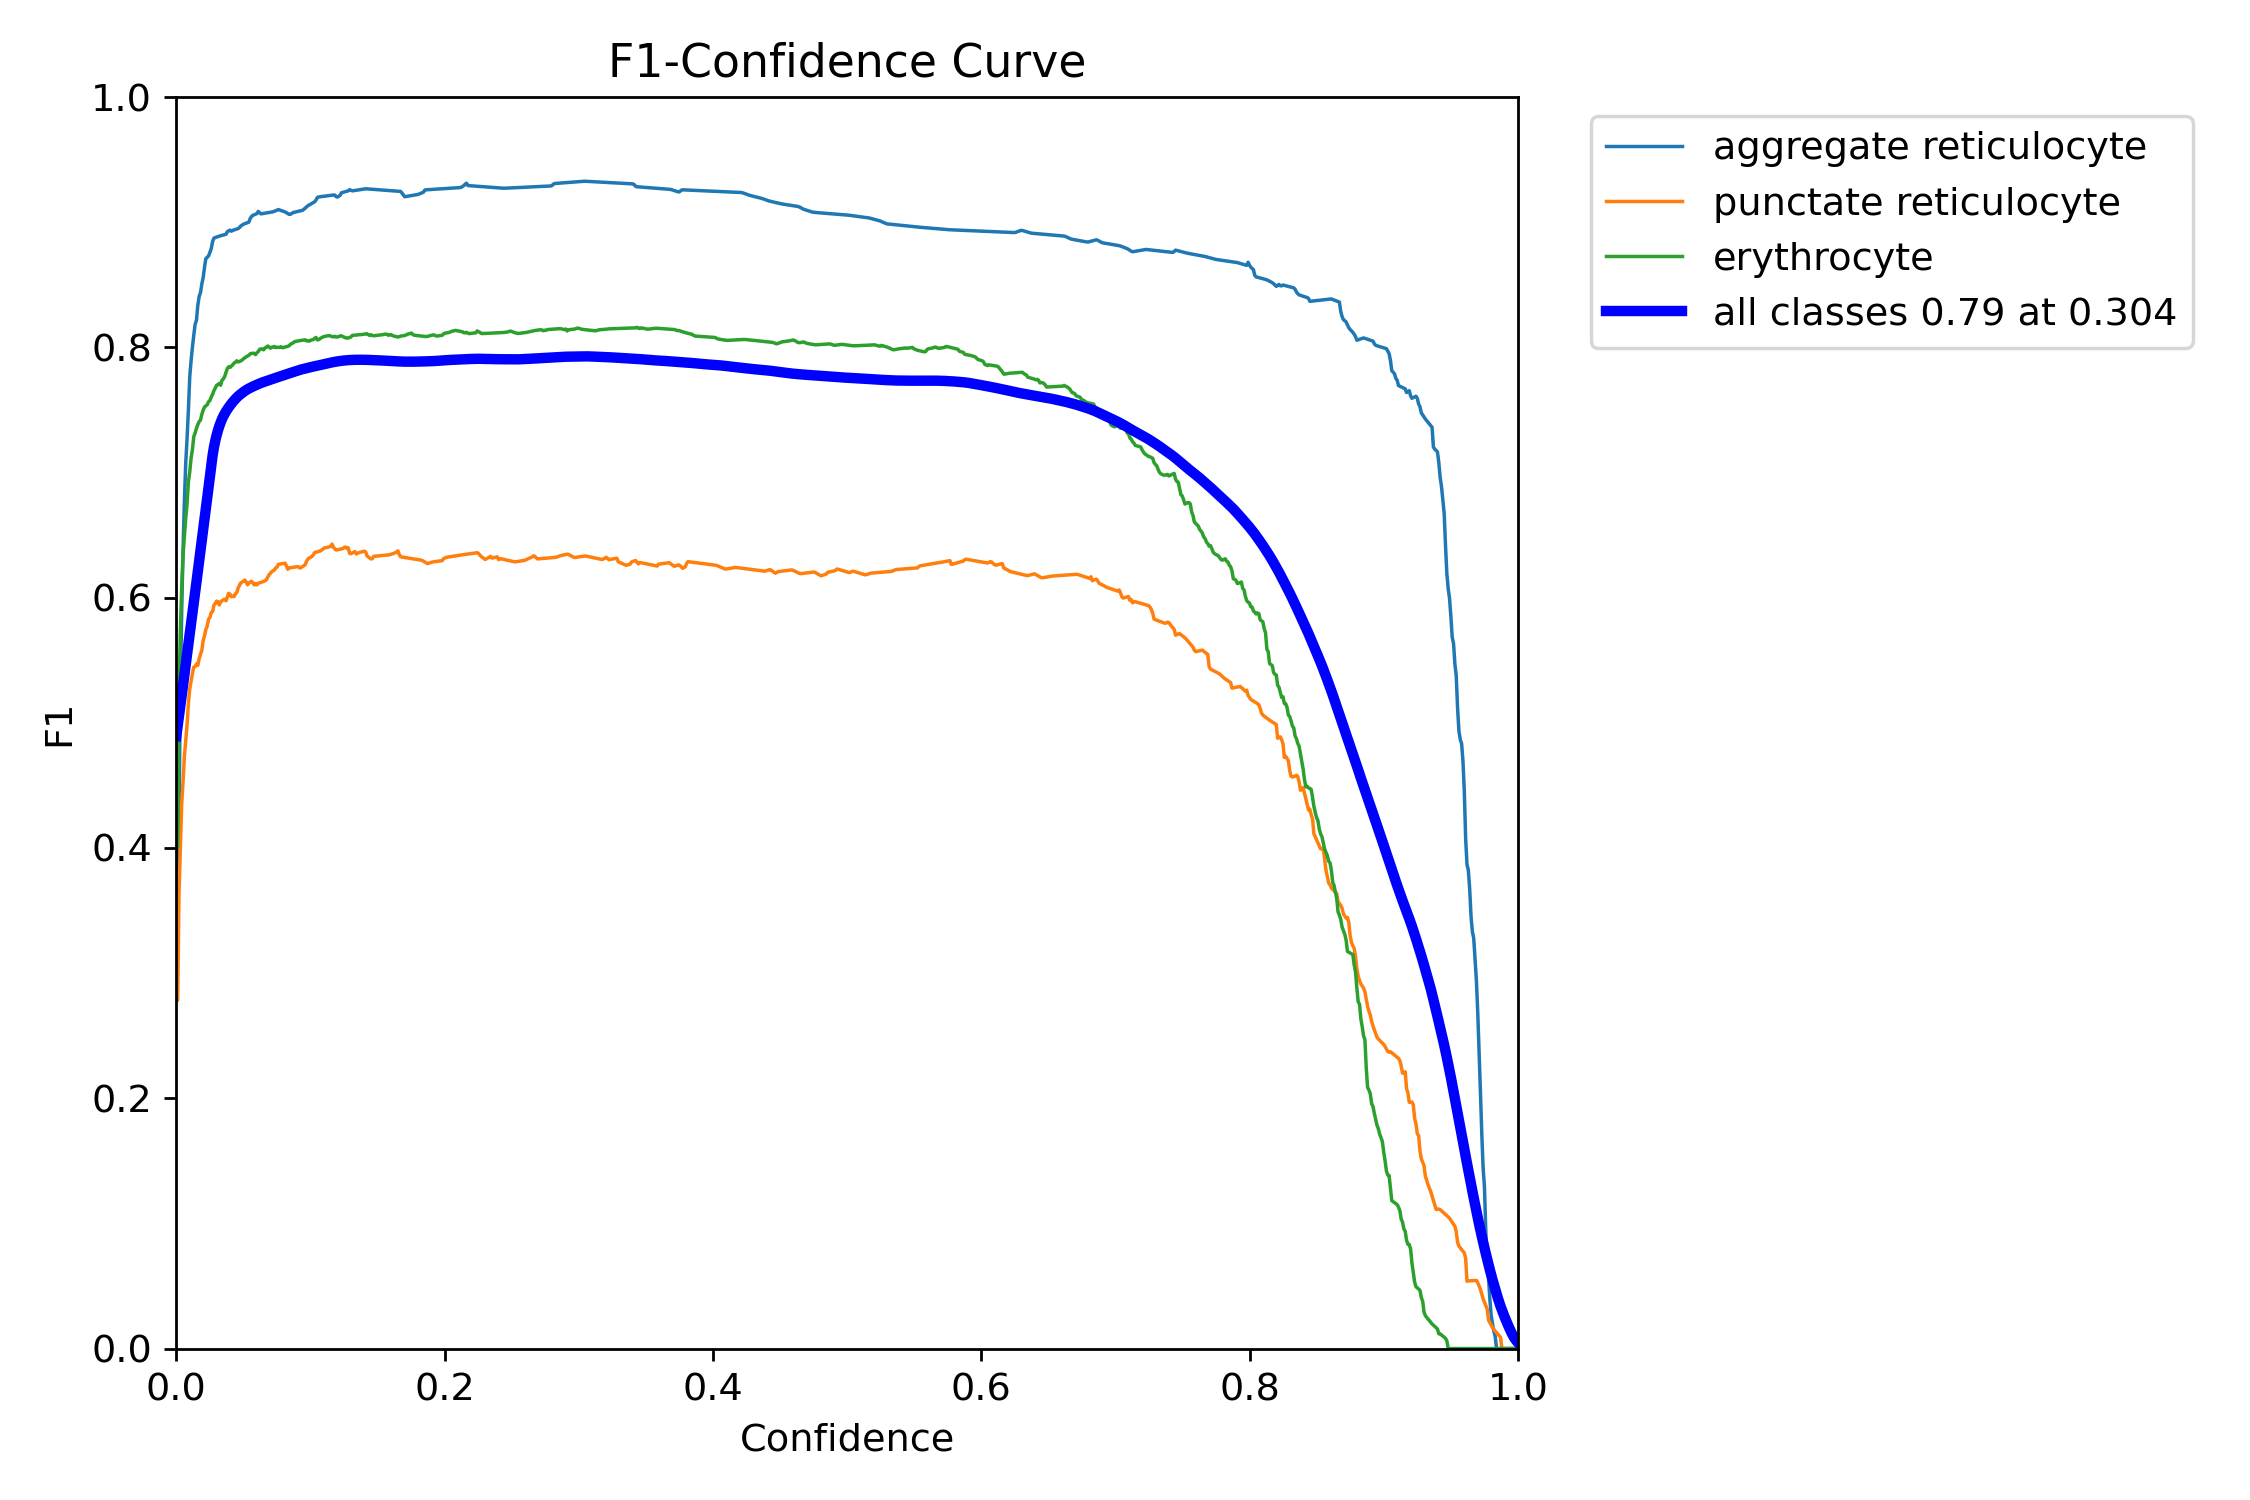 F1-Confidence Curve
1.0
0.8
0.6
0.4
0.2
0.0
F1
0.0 0.2 0.4 0.6 0.8 1.0
Confidence
aggregate reticulocyte
punctate reticulocyte
erythrocyte
all classes 0.79 at 0.304